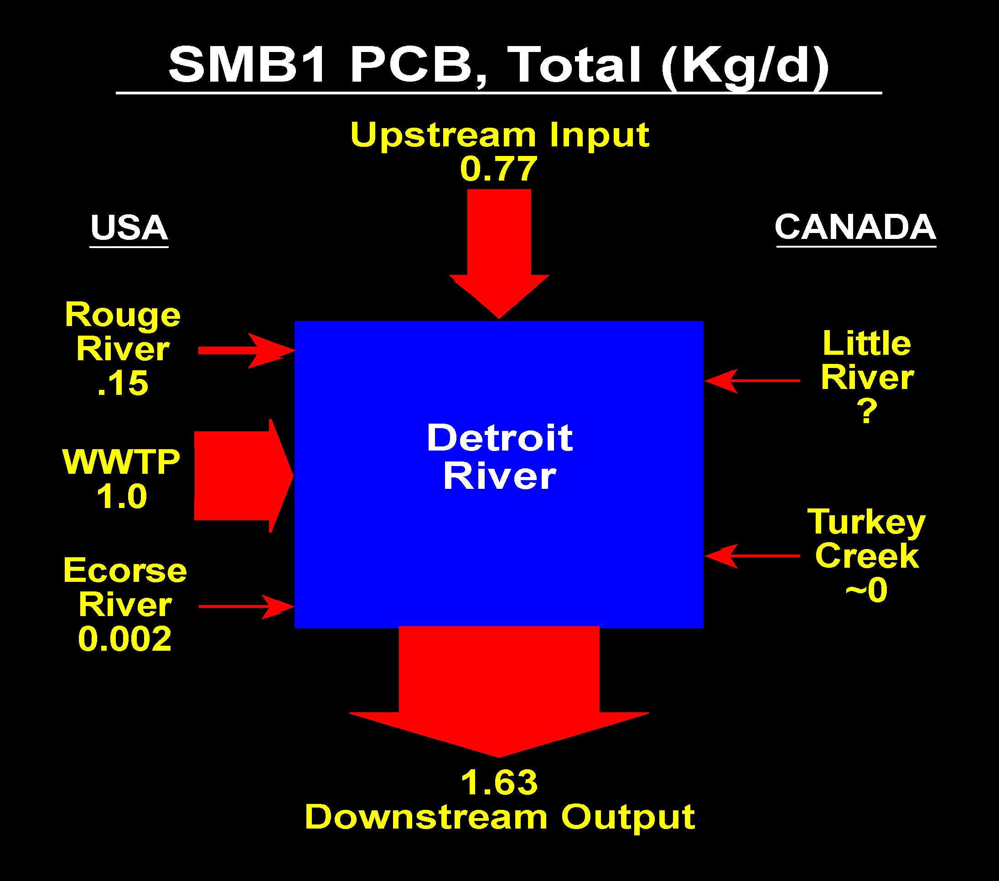 SMB1 PCB, Total (Kg/d)
Upstream Input
0.77
USA
CANADA
Rouge
River
.15
Little
River
?
WWTP
1.0
Detroit
River
Ecorse
River
0.002
Turkey
Creek
~0
1.63
Downstream Output